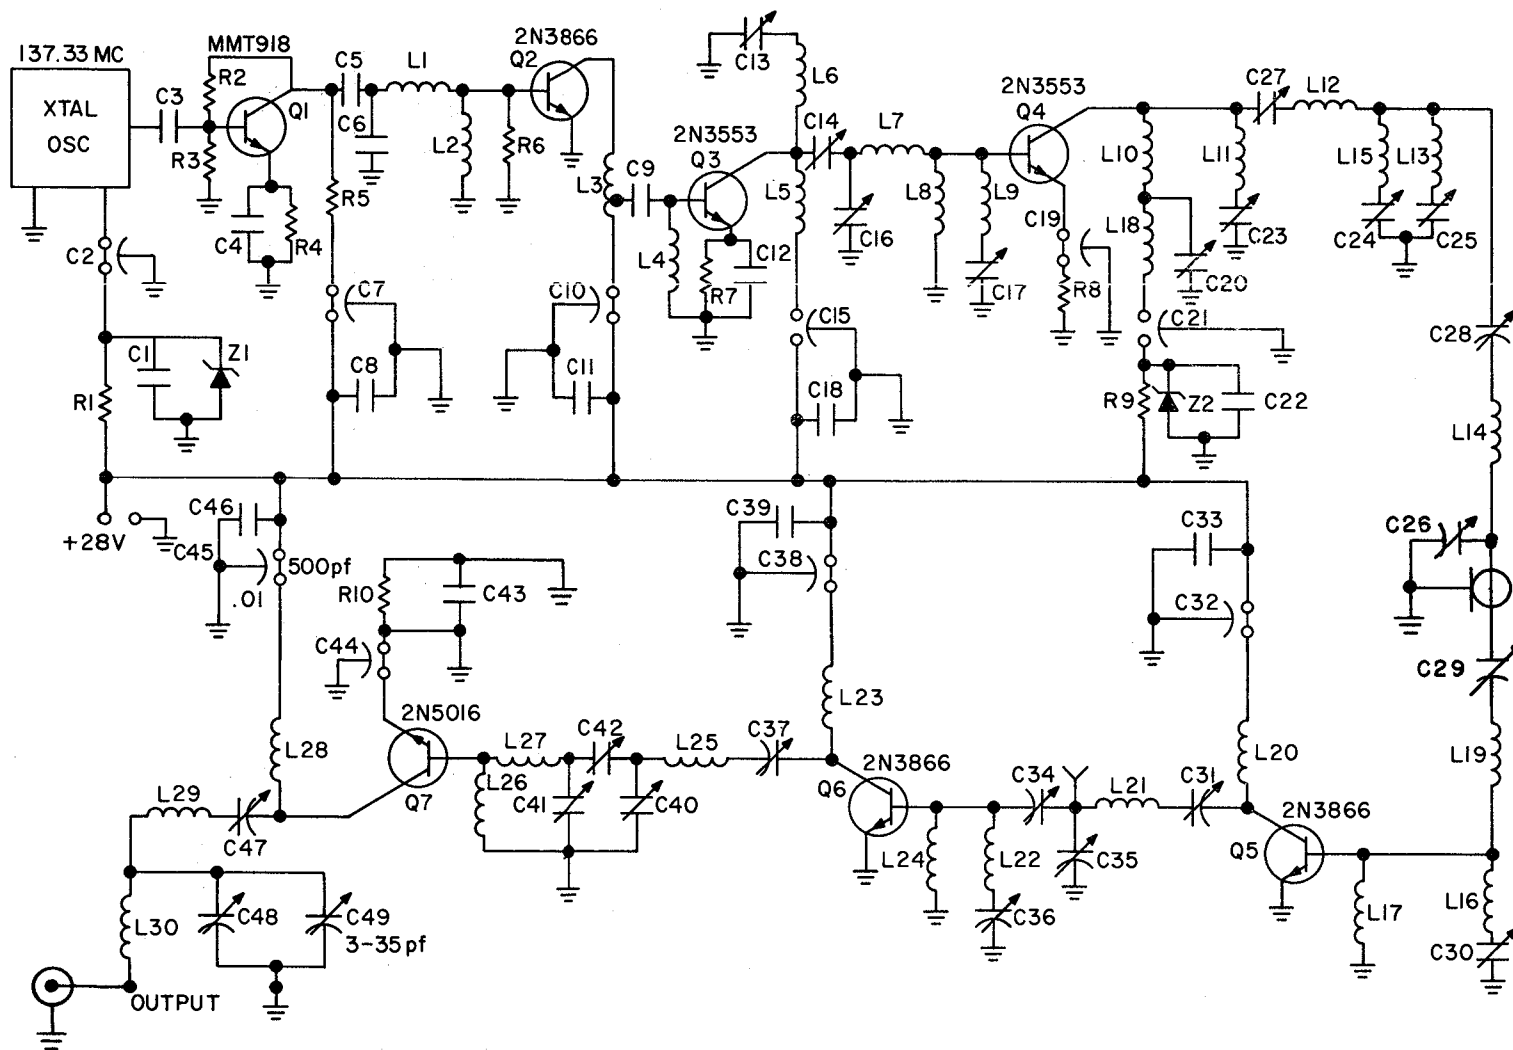 137.33 MC
XTAL
OSC
MMT918
R2
C3
R3
Q1
C4
R4
C2
C1
Z1
R1
C5
L1
C6
L2
R6
R5
2N3866
Q2
L3
C7
C8
C10
C11
C9
L4
2N3553
Q3
R7
C12
C13
L6
C14
L7
L5
C16
C15
C18
L8
L9
C17
2N3553
Q4
C19
R8
L10
L18
C20
C21
R9
Z2
C22
L11
C23
C27
L12
L15
L13
C24
C25
C28
L14
C26
C29
L19
L16
C30
L17
+28V
C46
C45
500pf
.01
R10
C43
C44
C39
C38
C33
C32
L28
2N5016
Q7
L27
L26
C42
C41
C40
L25
C37
L23
2N3866
Q6
L24
L22
C36
C34
C35
L21
C31
L20
2N3866
Q5
L29
C47
L30
C48
C49
3-35pf
OUTPUT